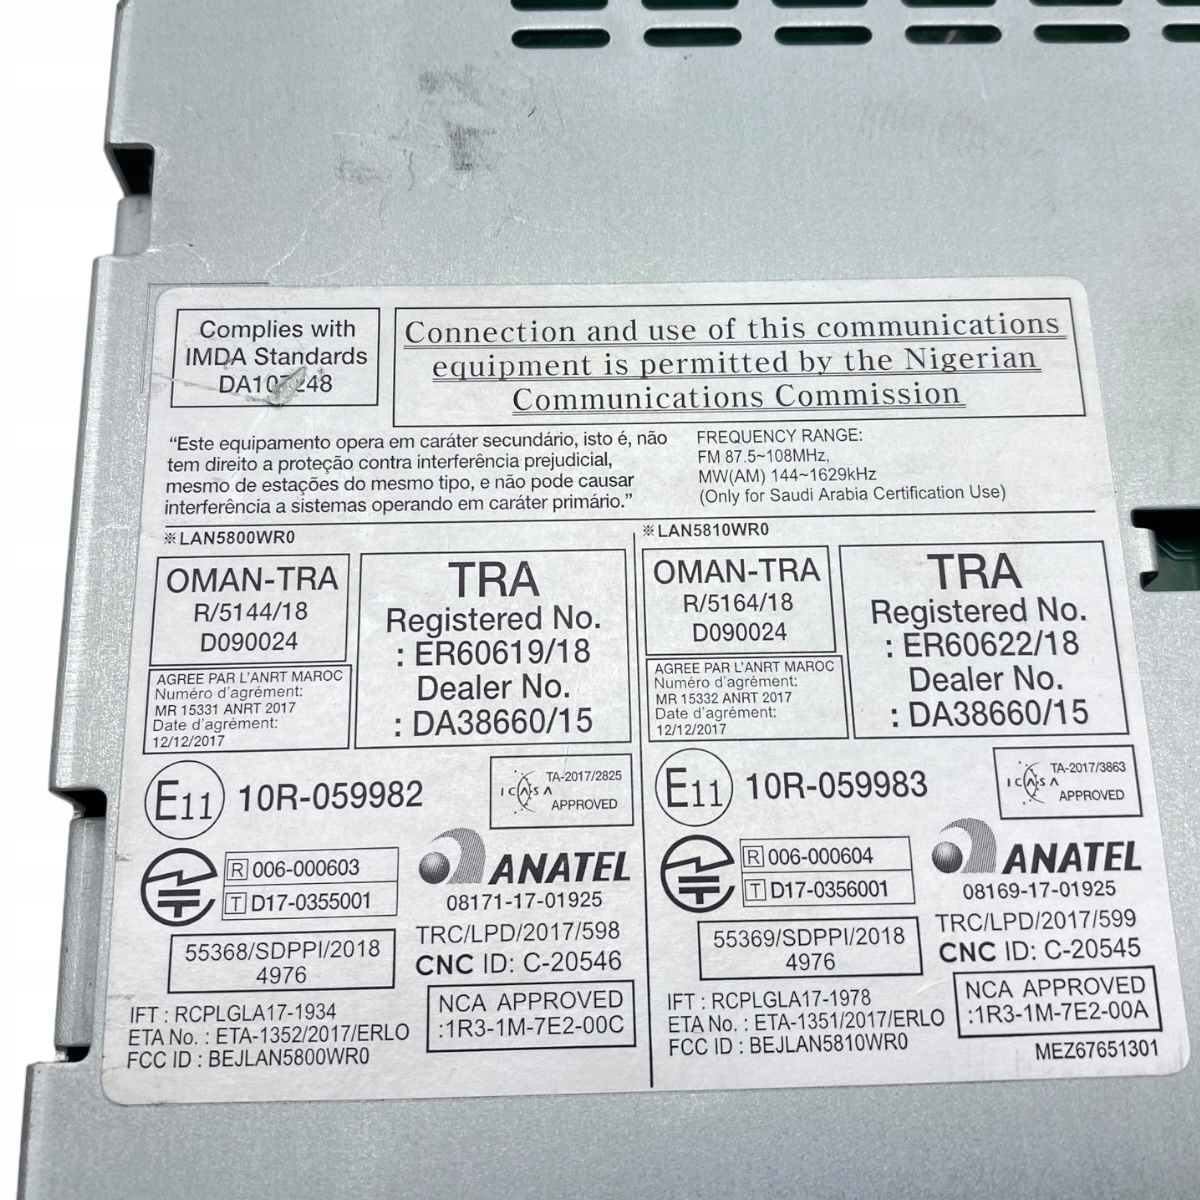 Complies with
IMDA Standards
Connection and use of this communications
equipment is permitted by the Nigerian
Communications Commission
"Este equipamento opera em caráter secundário, isto é, não
tem direito a proteção contra interferência prejudicial,
mesmo de estações do mesmo tipo, e não pode causar
interferência a sistemas operando em caráter primário."
FREQUENCY RANGE:
FM 87.5~108MHz,
MW(AM) 144~1629kHz
(Only for Saudi Arabia Certification Use)
※LAN5800WR0
OMAN-TRA
R/5144/18
D090024
TRA
Registered No.
: ER60619/18
Dealer No.
: DA38660/15
AGREE PAR L'ANRT MAROC
Numéro d'agrément:
MR 15331 ANRT 2017
Date d'agrément:
12/12/2017
E11 10R-059982
ICASA
TA-2017/2825
APPROVED
R 006-000603
T D17-0355001
ANATEL
08171-17-01925
55368/SDPPI/2018
4976
TRC/LPD/2017/598
CNC ID: C-20546
IFT : RCPLGLA17-1934
ETA No. : ETA-1352/2017/ERLO
FCC ID : BEJLAN5800WR0
NCA APPROVED
:1R3-1M-7E2-00C
※LAN5810WR0
OMAN-TRA
R/5164/18
D090024
TRA
Registered No.
: ER60622/18
Dealer No.
: DA38660/15
AGREE PAR L'ANRT MAROC
Numéro d'agrément:
MR 15332 ANRT 2017
Date d'agrément:
12/12/2017
E11 10R-059983
ICASA
TA-2017/3863
APPROVED
R 006-000604
T D17-0356001
ANATEL
08169-17-01925
55369/SDPPI/2018
4976
TRC/LPD/2017/599
CNC ID: C-20545
IFT : RCPLGLA17-1978
ETA No. : ETA-1351/2017/ERLO
FCC ID : BEJLAN5810WR0
NCA APPROVED
:1R3-1M-7E2-00A
MEZ67651301